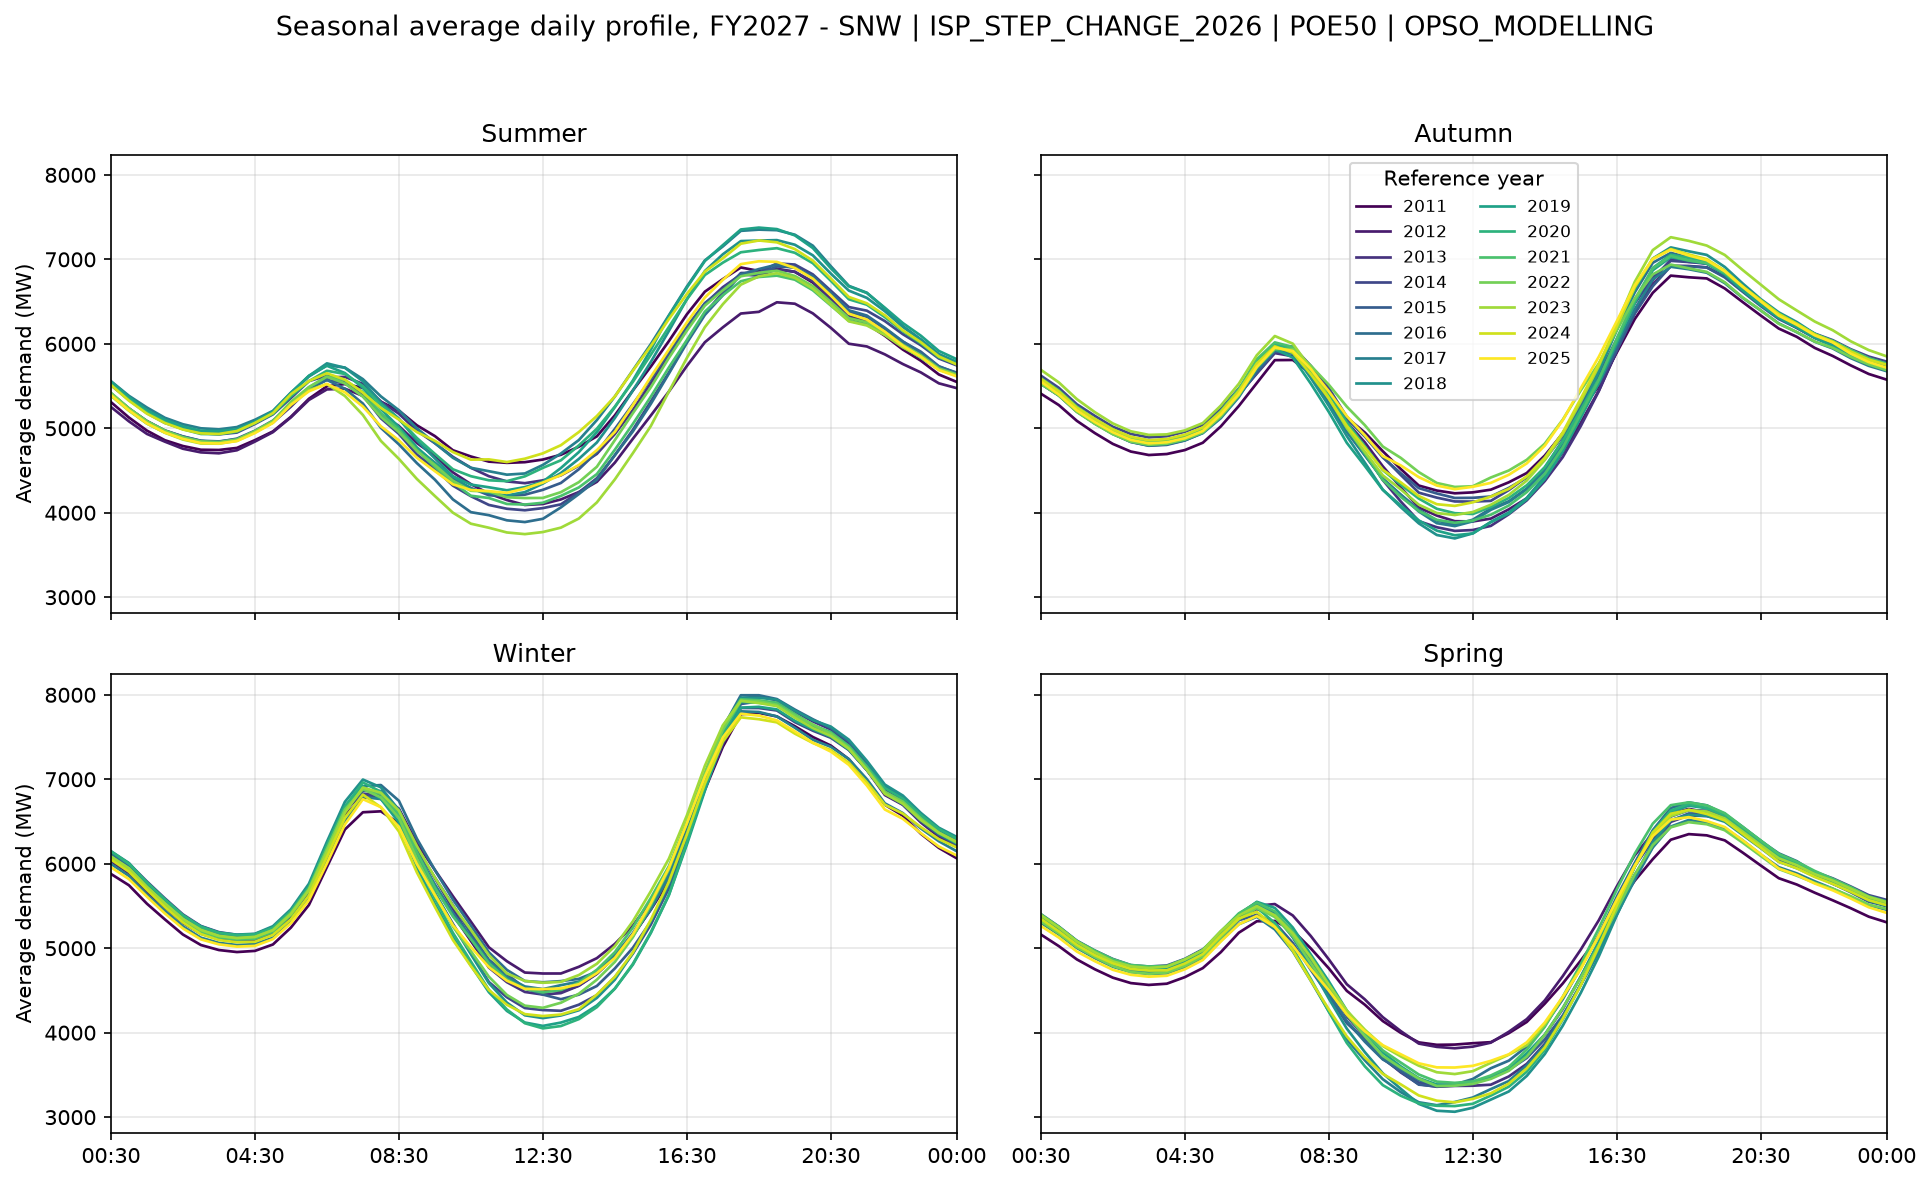 Seasonal average daily profile, FY2027 - SNW | ISP_STEP_CHANGE_2026 | POE50 | OPSO_MODELLING
Summer
Average demand (MW)
8000
7000
6000
5000
4000
3000
Autumn
Reference year
2011
2012
2013
2014
2015
2016
2017
2018
2019
2020
2021
2022
2023
2024
2025
Winter
Average demand (MW)
8000
7000
6000
5000
4000
3000
00:30 04:30 08:30 12:30 16:30 20:30 00:00
Spring
00:30 04:30 08:30 12:30 16:30 20:30 00:00